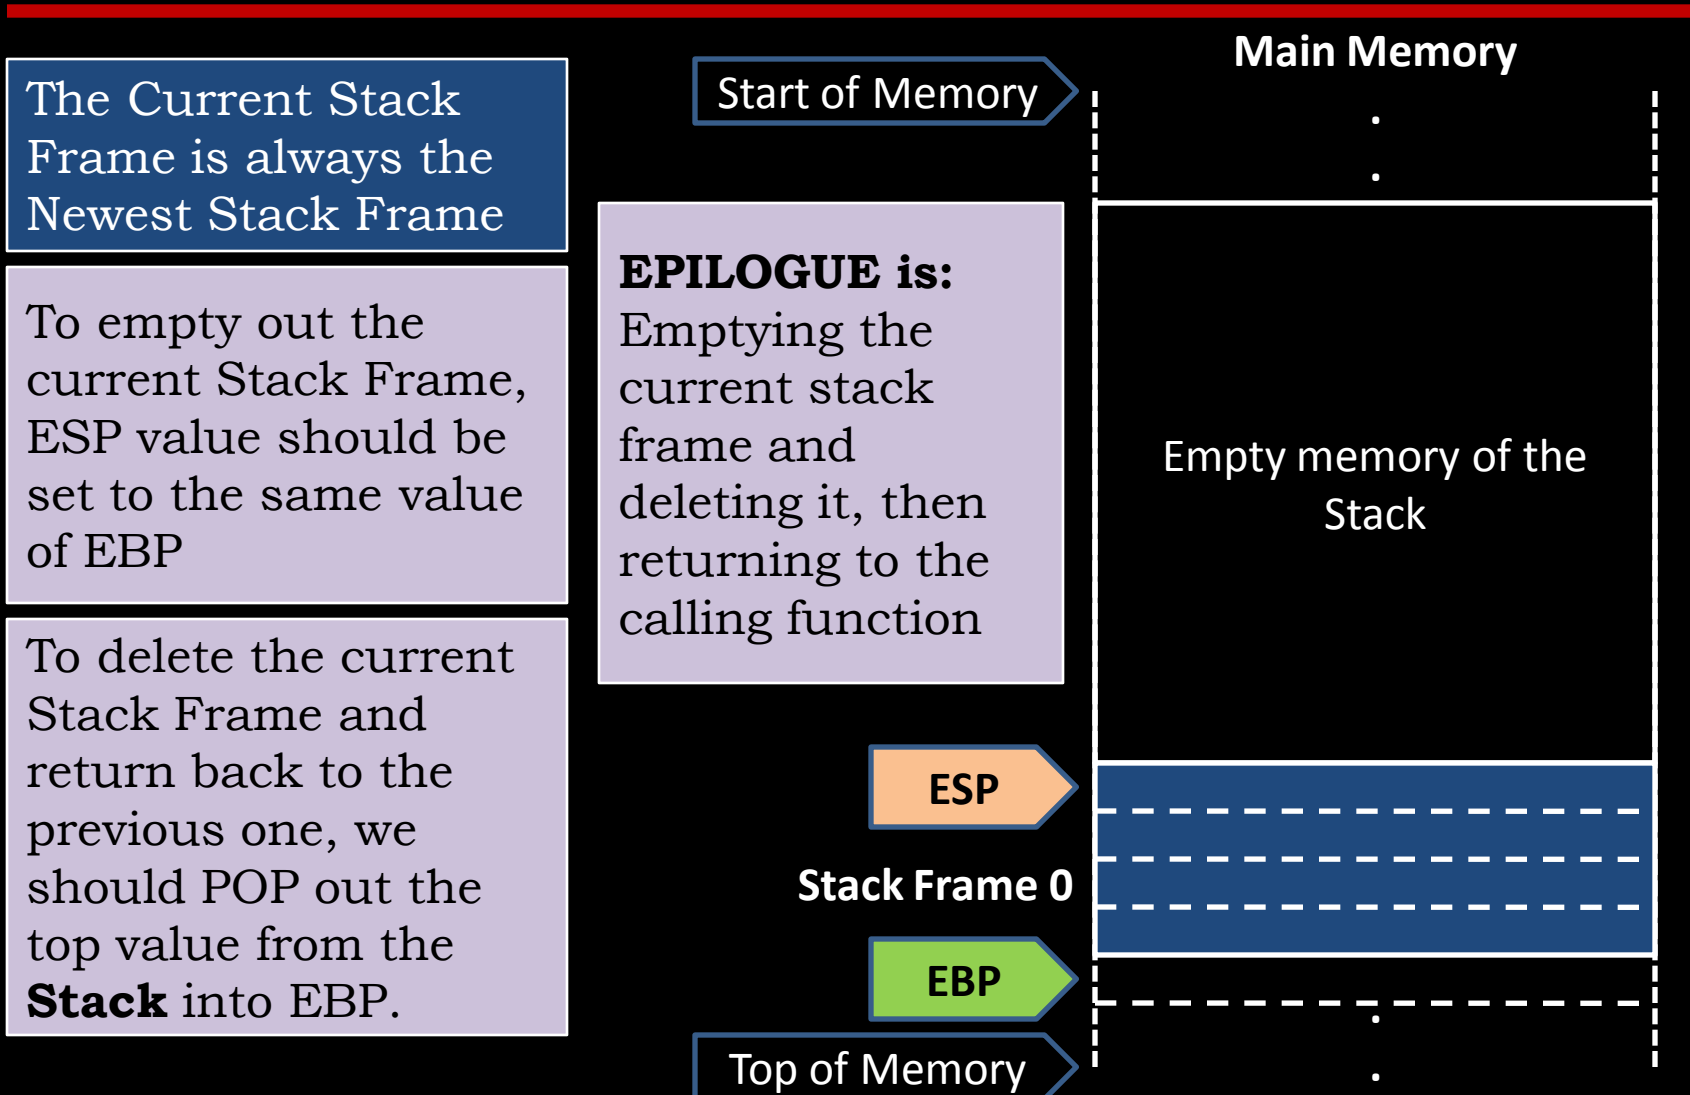 The Current Stack
Frame is always the
Newest Stack Frame
To empty out the
current Stack Frame,
ESP value should be
set to the same value
of EBP
To delete the current
Stack Frame and
return back to the
previous one, we
should POP out the
top value from the
Stack into EBP.
EPILOGUE is:
Emptying the
current stack
frame and
deleting it, then
returning to the
calling function
Start of Memory
ESP
Stack Frame 0
EBP
Top of Memory
Main Memory
.
.
Empty memory of the
Stack
.
.